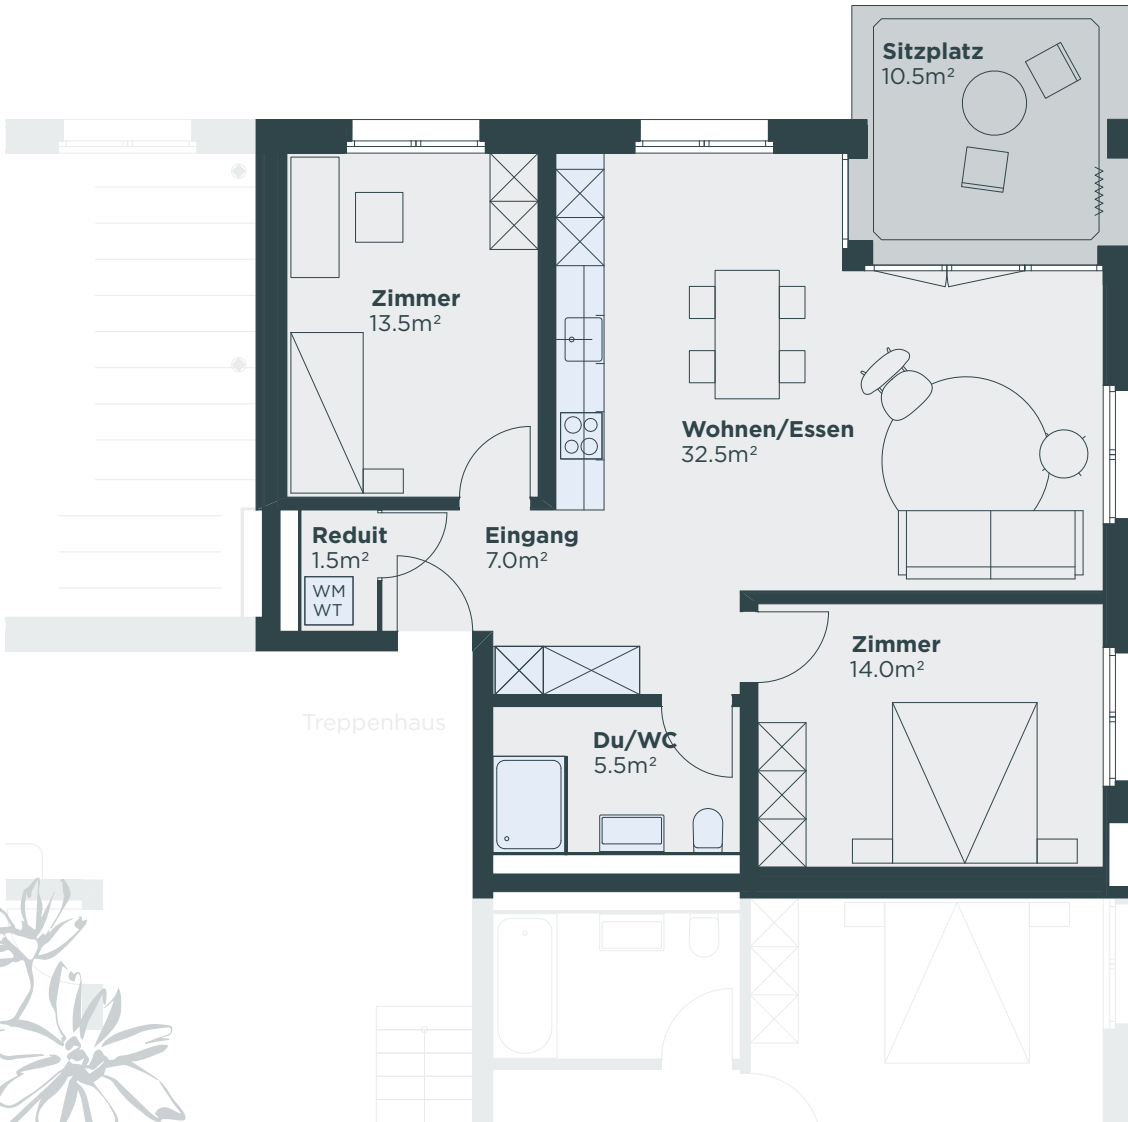 Sitzplatz
10.5m²
Zimmer
13.5m²
Wohnen/Essen
32.5m²
Reduit
1.5m²
WM
WT
Eingang
7.0m²
Zimmer
14.0m²
Treppenhaus
Du/WC
5.5m²